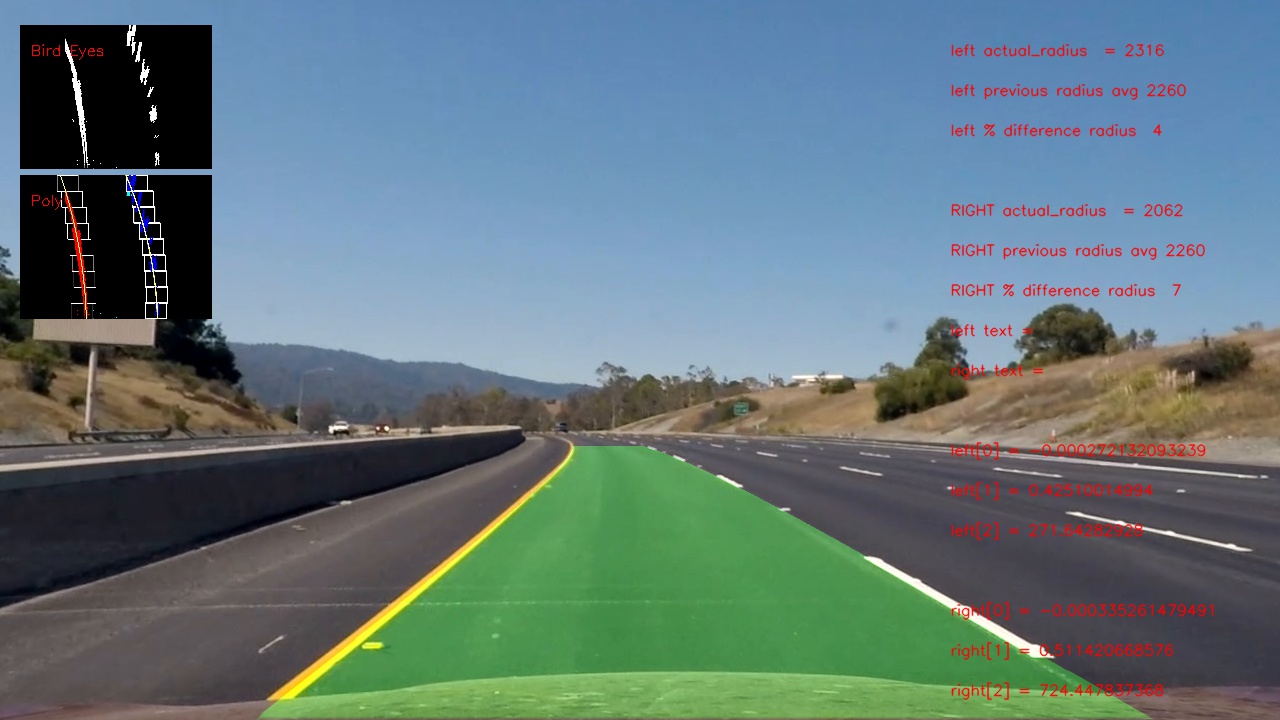 Bird Eyes
Poly
left actual_radius = 2316
left previous radius avg 2260
left % difference radius 4
RIGHT actual_radius = 2062
RIGHT previous radius avg 2260
RIGHT % difference radius 7
left text =
right text =
left[0] = -0.000272132093239
left[1] = 0.42510014994
left[2] = 271.64282928
right[0] = -0.000335261479491
right[1] = 0.511420668576
right[2] = 724.447837368